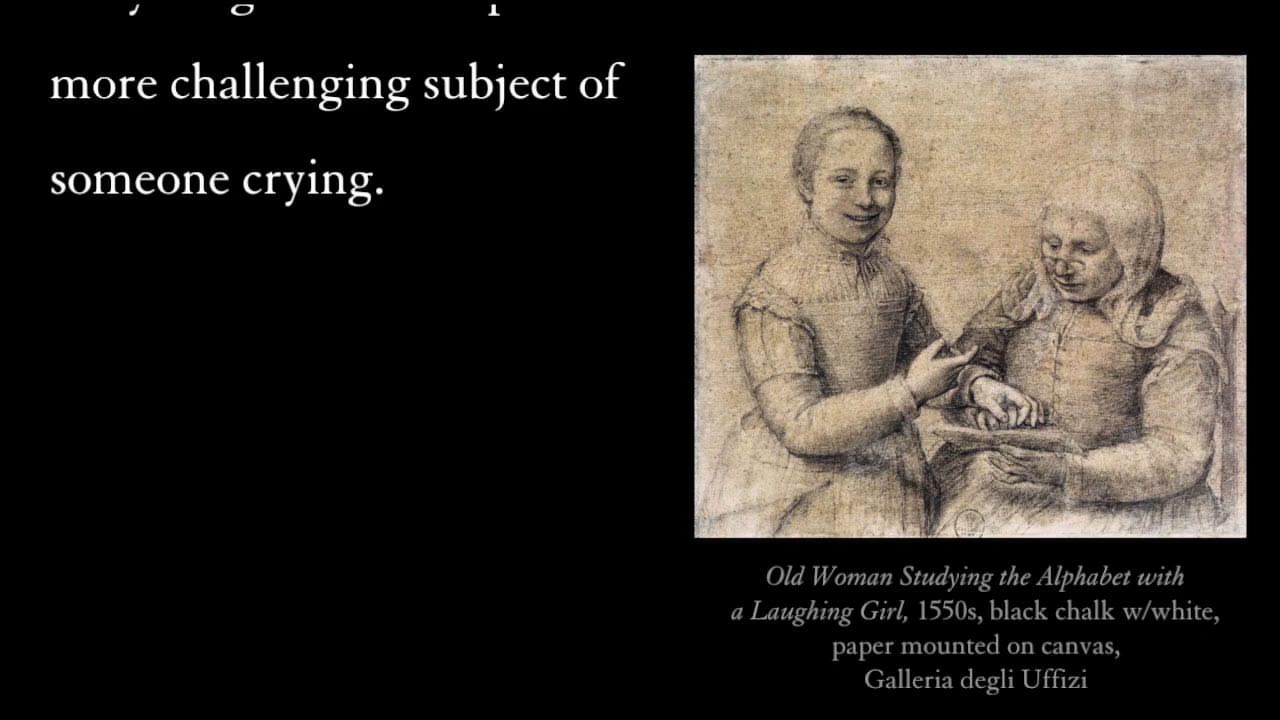 more challenging subject of
someone crying.
Old Woman Studying the Alphabet with
a Laughing Girl, 1550s, black chalk w/white,
paper mounted on canvas,
Galleria degli Uffizi